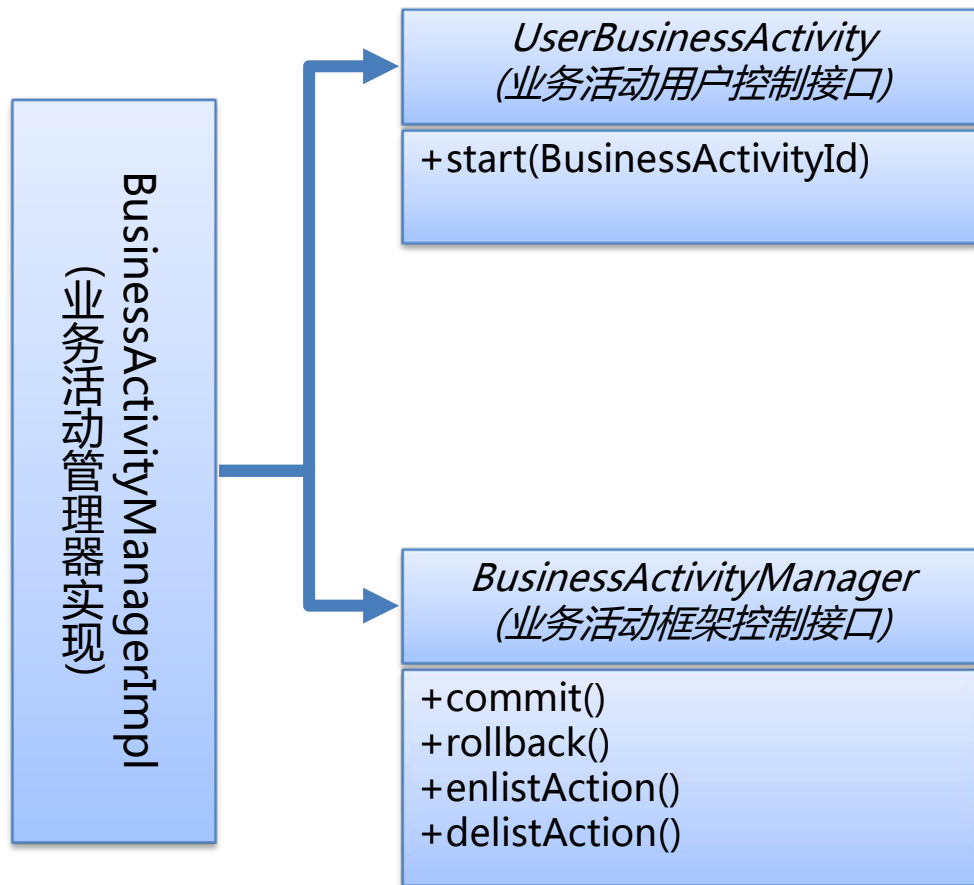 BusinessActivityManagerImpl
(业务活动管理器实现)
UserBusinessActivity
(业务活动用户控制接口)
+start(BusinessActivityId)
BusinessActivityManager
(业务活动框架控制接口)
+commit()
+rollback()
+enlistAction()
+delistAction()